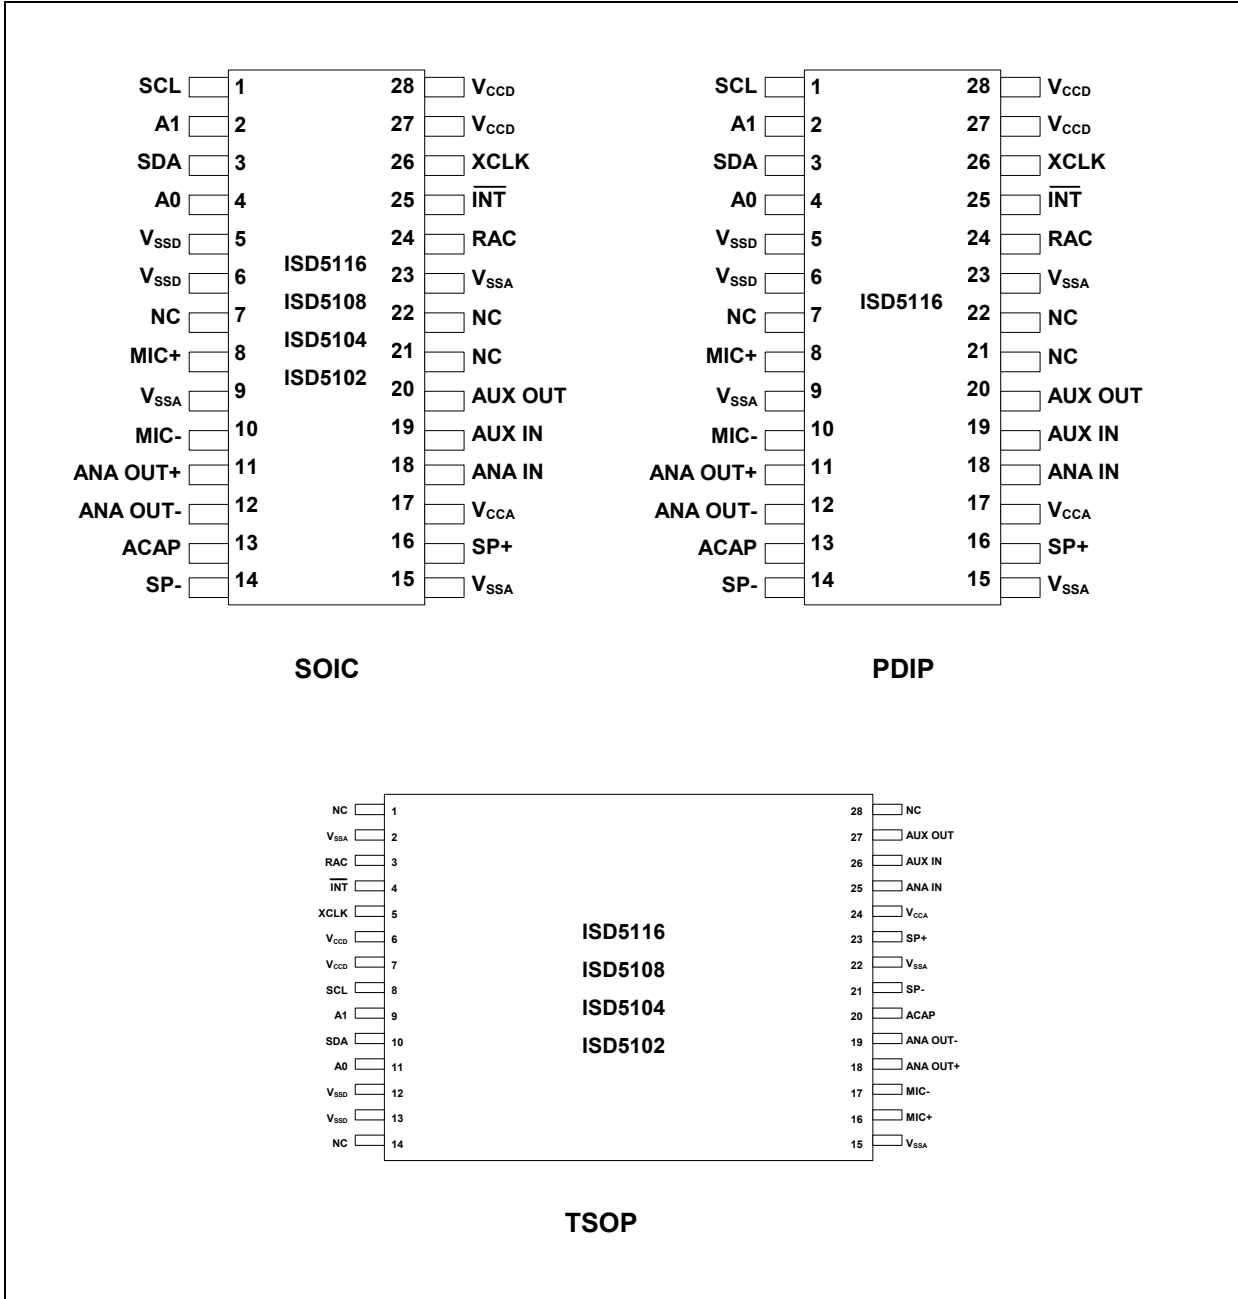 SCL 1 28 VCCD
A1 2 27 VCCD
SDA 3 26 XCLK
A0 4 25 INT
VSSD 5 24 RAC
VSSD 6 23 VSSA
NC 7 22 NC
MIC+ 8 21 NC
VSSA 9 20 AUX OUT
MIC- 10 19 AUX IN
ANA OUT+ 11 18 ANA IN
ANA OUT- 12 17 VCCA
ACAP 13 16 SP+
SP- 14 15 VSSA
ISD5116
ISD5108
ISD5104
ISD5102
SOIC
SCL 1 28 VCCD
A1 2 27 VCCD
SDA 3 26 XCLK
A0 4 25 INT
VSSD 5 24 RAC
VSSD 6 23 VSSA
NC 7 22 NC
MIC+ 8 21 NC
VSSA 9 20 AUX OUT
MIC- 10 19 AUX IN
ANA OUT+ 11 18 ANA IN
ANA OUT- 12 17 VCCA
ACAP 13 16 SP+
SP- 14 15 VSSA
ISD5116
PDIP
NC 1 28 NC
VSSA 2 27 AUX OUT
RAC 3 26 AUX IN
INT 4 25 ANA IN
XCLK 5 24 VCCA
VCCD 6 23 SP+
VCCD 7 22 VSSA
SCL 8 21 SP-
A1 9 20 ACAP
SDA 10 19 ANA OUT-
A0 11 18 ANA OUT+
VSSD 12 17 MIC-
VSSD 13 16 MIC+
NC 14 15 VSSA
ISD5116
ISD5108
ISD5104
ISD5102
TSOP